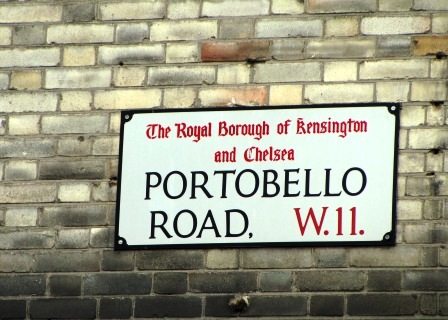 The Royal Borough of Kensington
and Chelsea
PORTOBELLO
ROAD, W.11.